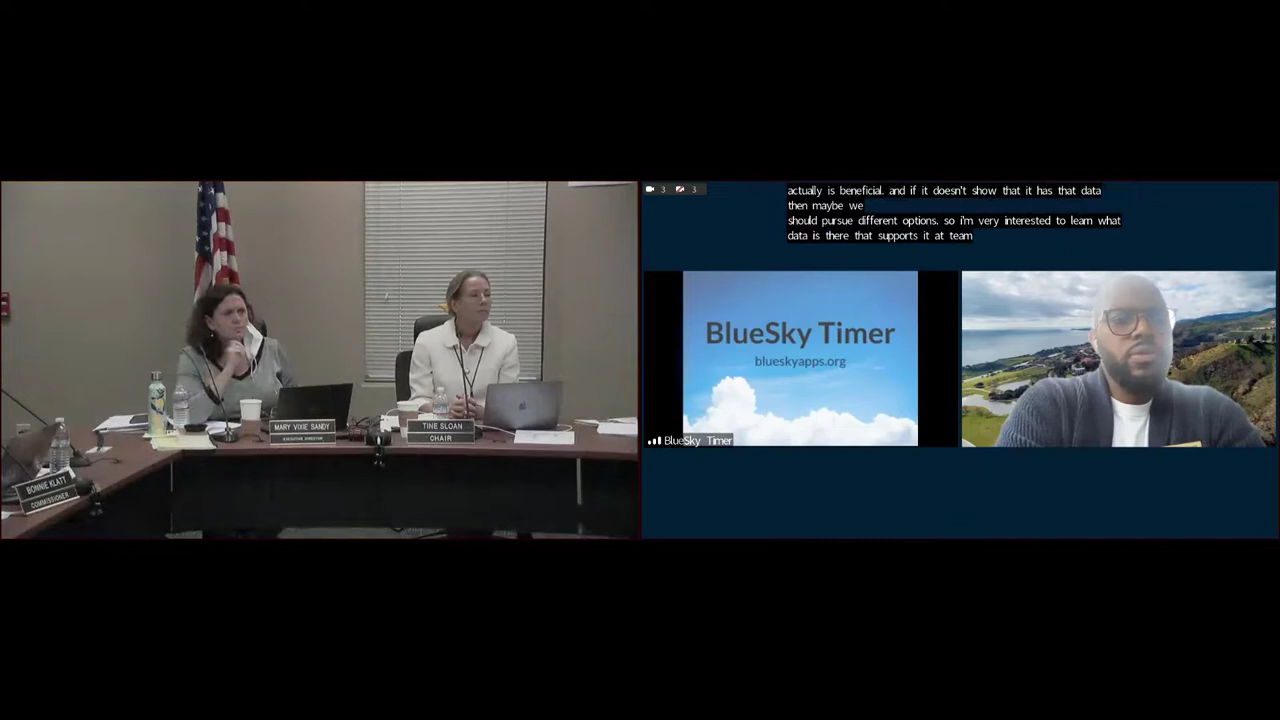 BONNIE KLATT
COMMISSIONER
MARY VIXIE SANDY
EXECUTIVE DIRECTOR
TINE SLOAN
CHAIR
3 3
actually is beneficial. and if it doesn't show that it has that data
then maybe we
should pursue different options. so i'm very interested to learn what
data is there that supports it at team
BlueSky Timer
blueskyapps.org
BlueSky Timer